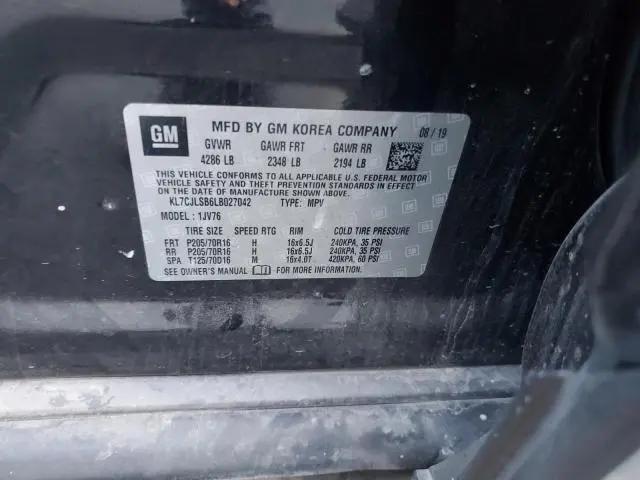 GM MFD BY GM KOREA COMPANY 08/19
GVWR GAWR FRT GAWR RR
4286 LB 2348 LB 2194 LB
THIS VEHICLE CONFORMS TO ALL APPLICABLE U.S. FEDERAL MOTOR
VEHICLE SAFETY, BUMPER, AND THEFT PREVENTION STANDARDS
IN EFFECT ON THE DATE OF MANUFACTURE SHOWN ABOVE.
KL7CJLSB6LB027042 TYPE: MPV
MODEL: 1JV76
TIRE SIZE SPEED RTG RIM COLD TIRE PRESSURE
FRT P205/70R16 H 16x6.5J 240KPA, 35 PSI
RR P205/70R16 H 16x6.5J 240KPA, 35 PSI
SPA T125/70D16 M 16x4.0T 420KPA, 60 PSI
SEE OWNER'S MANUAL FOR MORE INFORMATION.